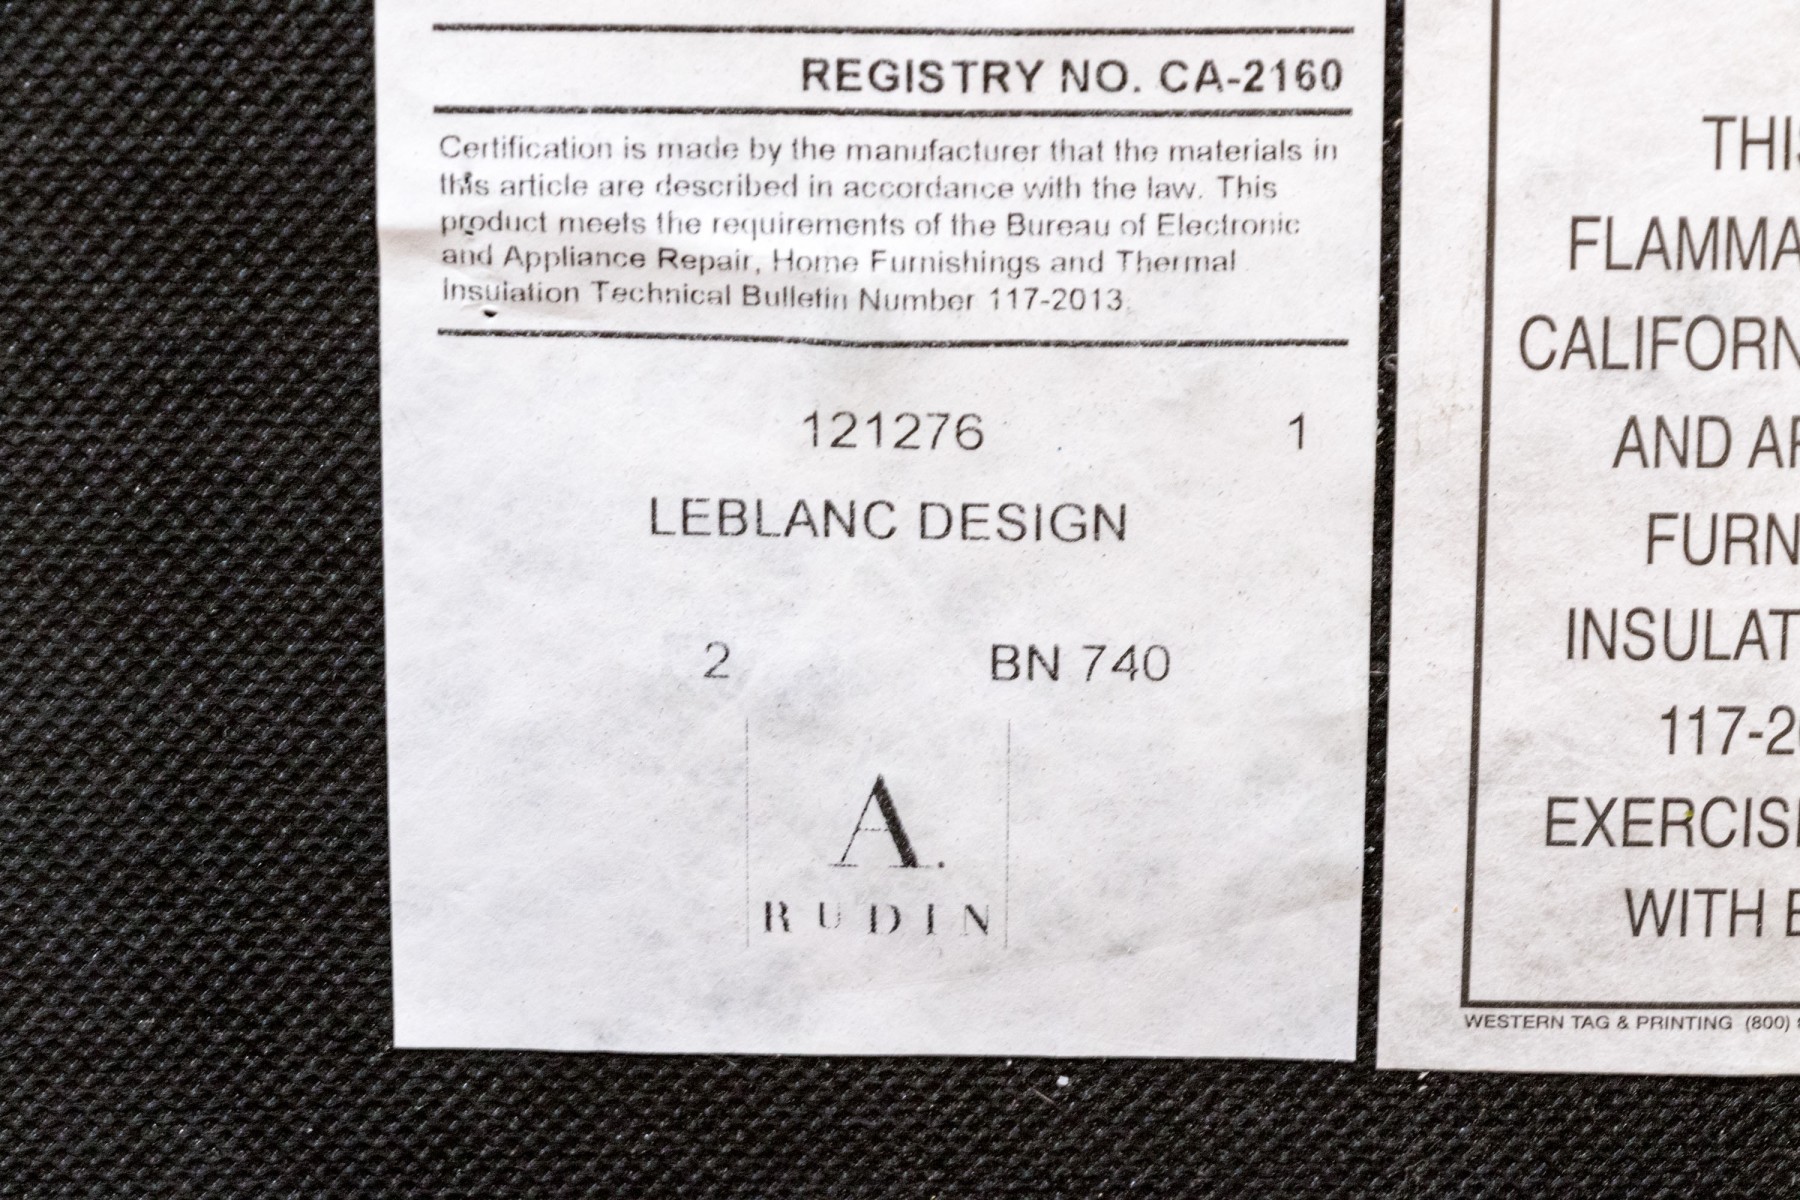 REGISTRY NO. CA-2160
Certification is made by the manufacturer that the materials in
this article are described in accordance with the law. This
product meets the requirements of the Bureau of Electronic
and Appliance Repair, Home Furnishings and Thermal
Insulation Technical Bulletin Number 117-2013.
121276 1
LEBLANC DESIGN
2 BN 740
A.
RUDIN
THIS
FLAMMA
CALIFORN
AND AR
FURN
INSULAT
117-20
EXERCISE
WITH E
WESTERN TAG & PRINTING (800)